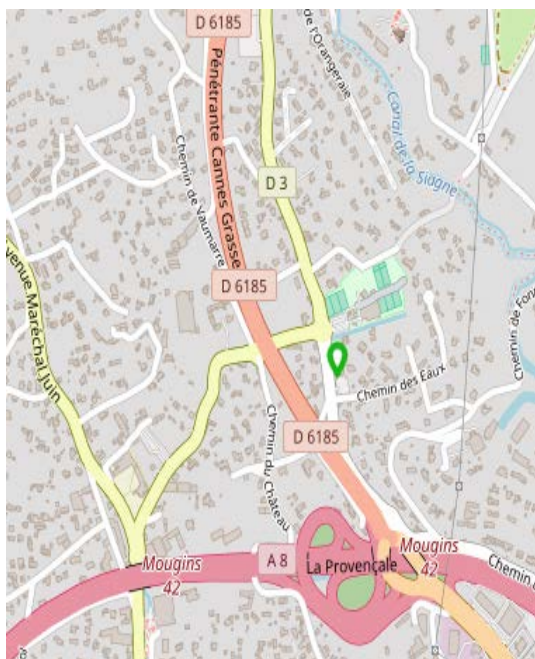 D 6185
de l'Orangeraie
Pénétrante Cannes Grasse
Canal de la Siagne
Chemin de Vaumarre
D 3
Avenue Maréchal Juin
D 6185
Chemin de Fon
Chemin des Eaux
Chemin du Château
D 6185
A 8
Mougins
42
La Provençale
Mougins
42
Chemin